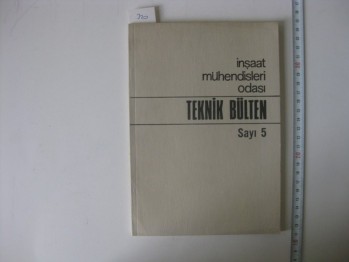 inşaat
mühendisleri
odası
TEKNİK BÜLTEN
Sayı 5